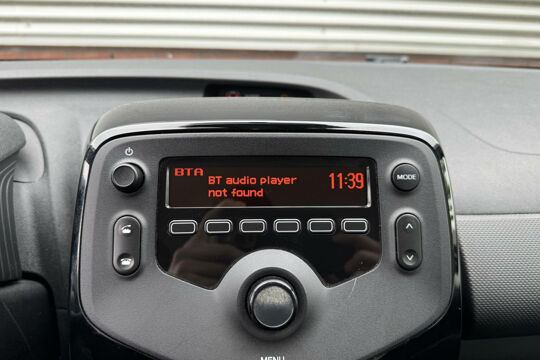 BTA
BT audio player
not found
11:39
MODE
MENU